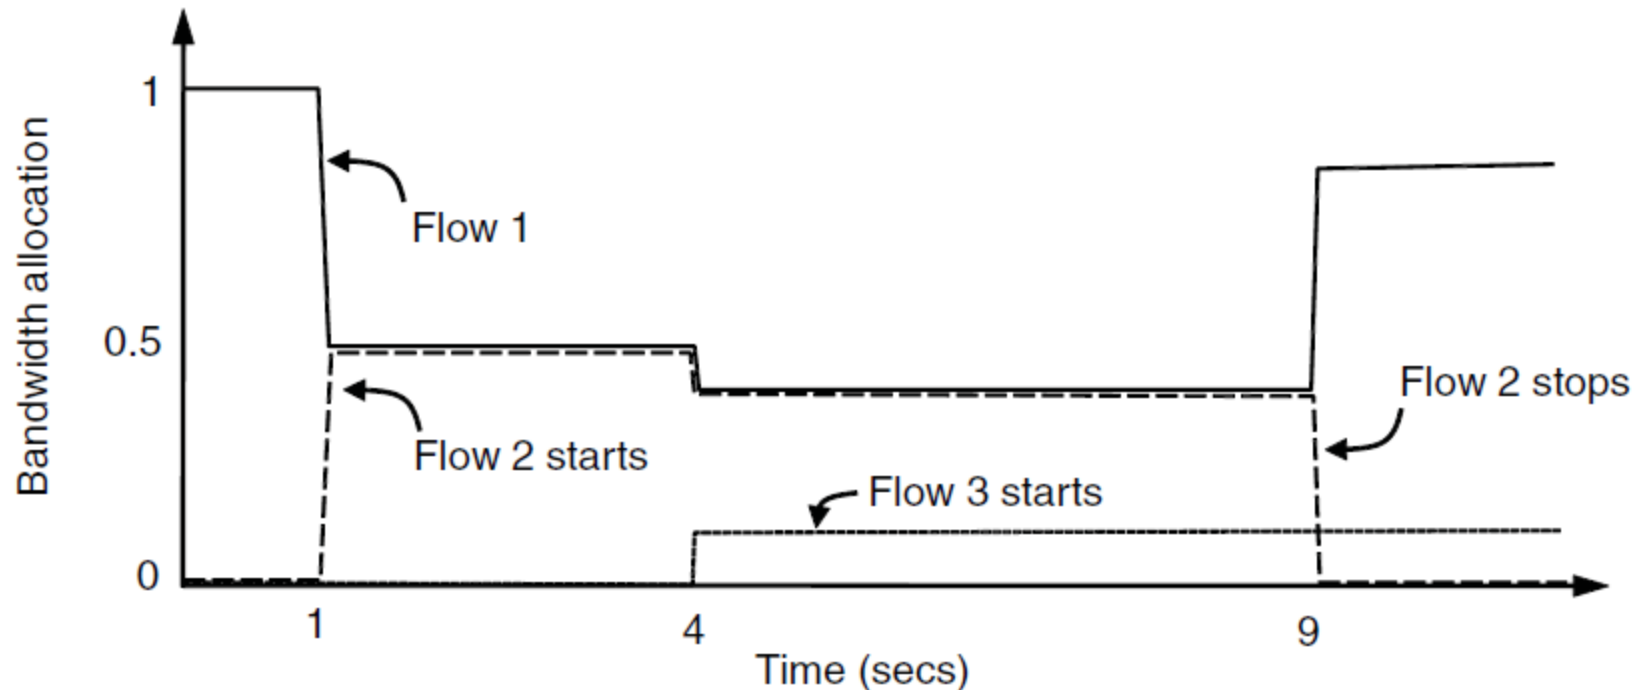 Bandwidth allocation
1
0.5
0
Flow 1
Flow 2 starts
Flow 3 starts
Flow 2 stops
1
4
9
Time (secs)